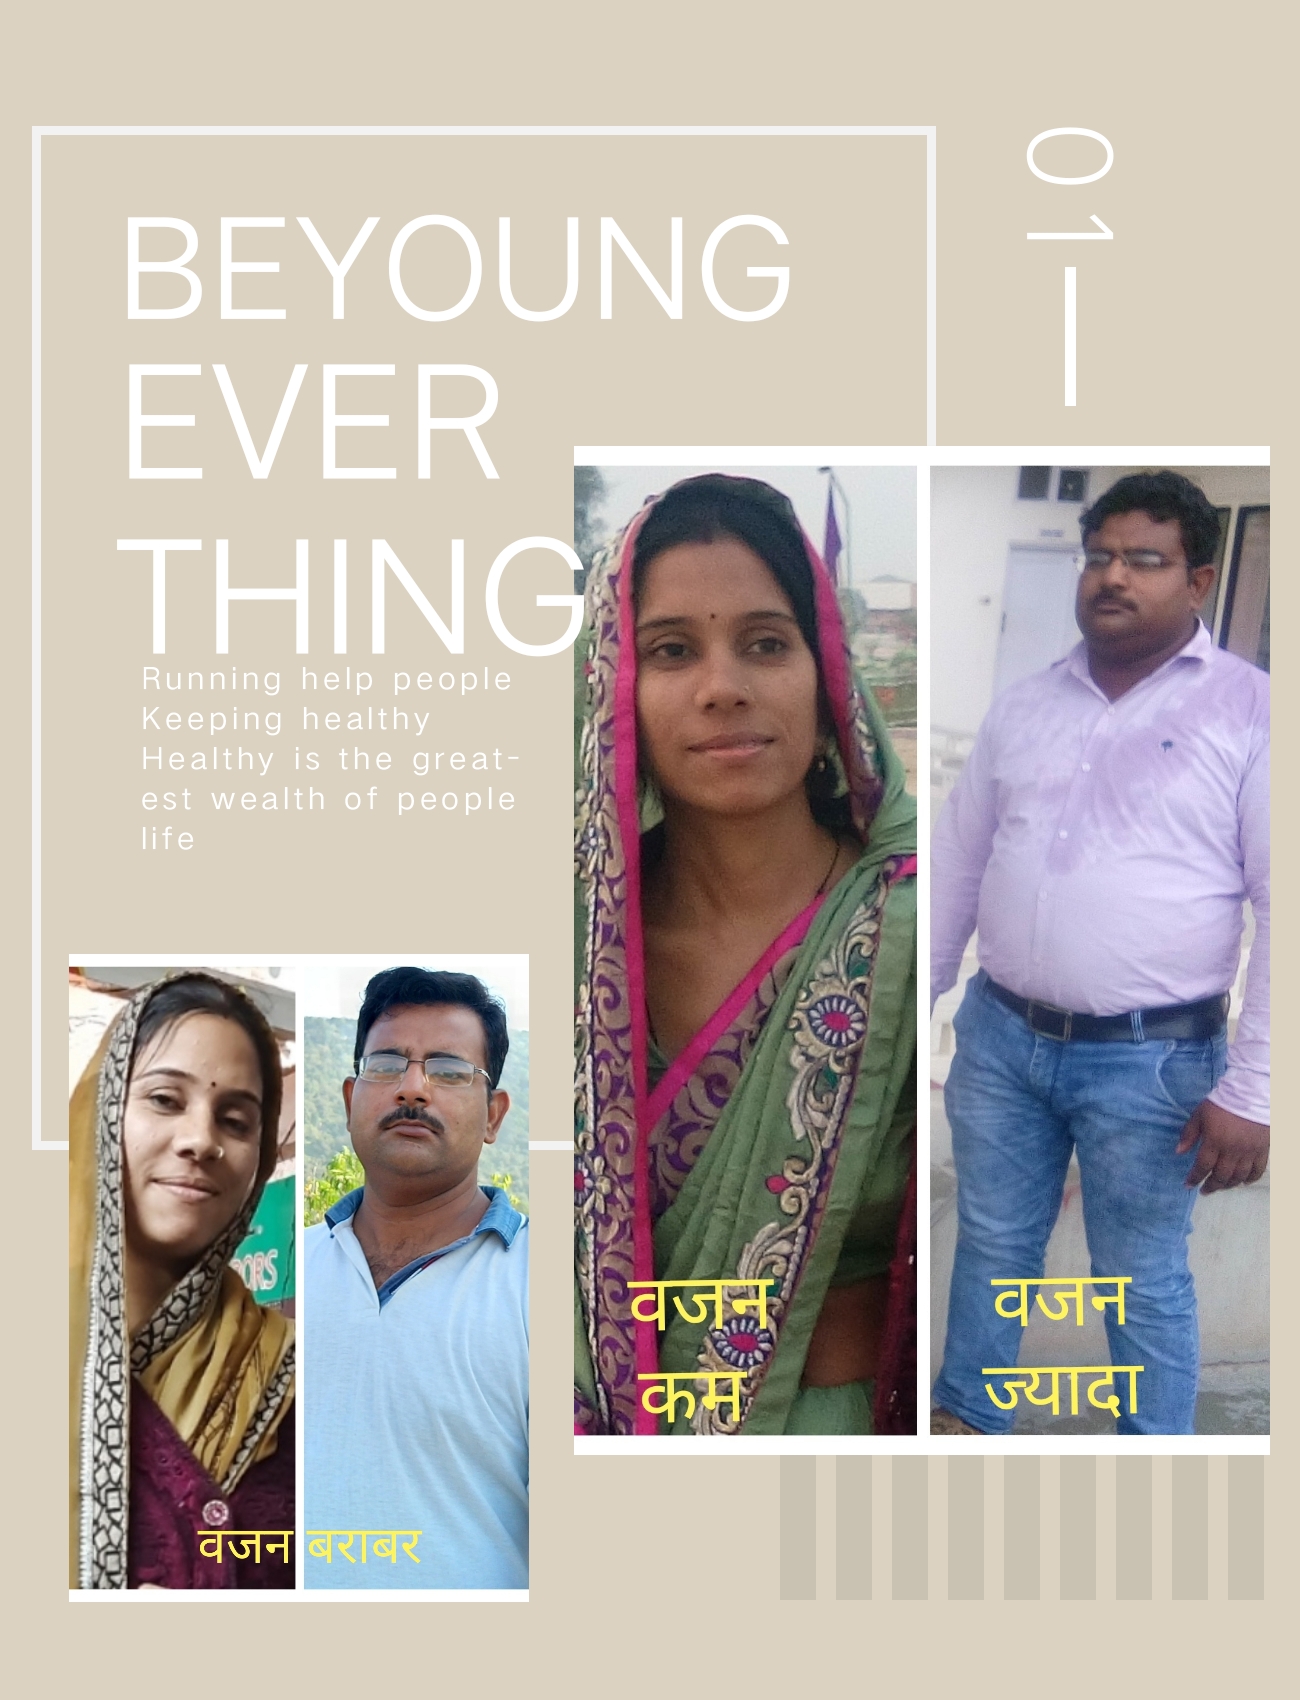 01
BEYOUNG
EVER
THING
Running help people
Keeping healthy
Healthy is the great-
est wealth of people
life
वजन
कम
वजन
ज्यादा
वजन बराबर
ORS